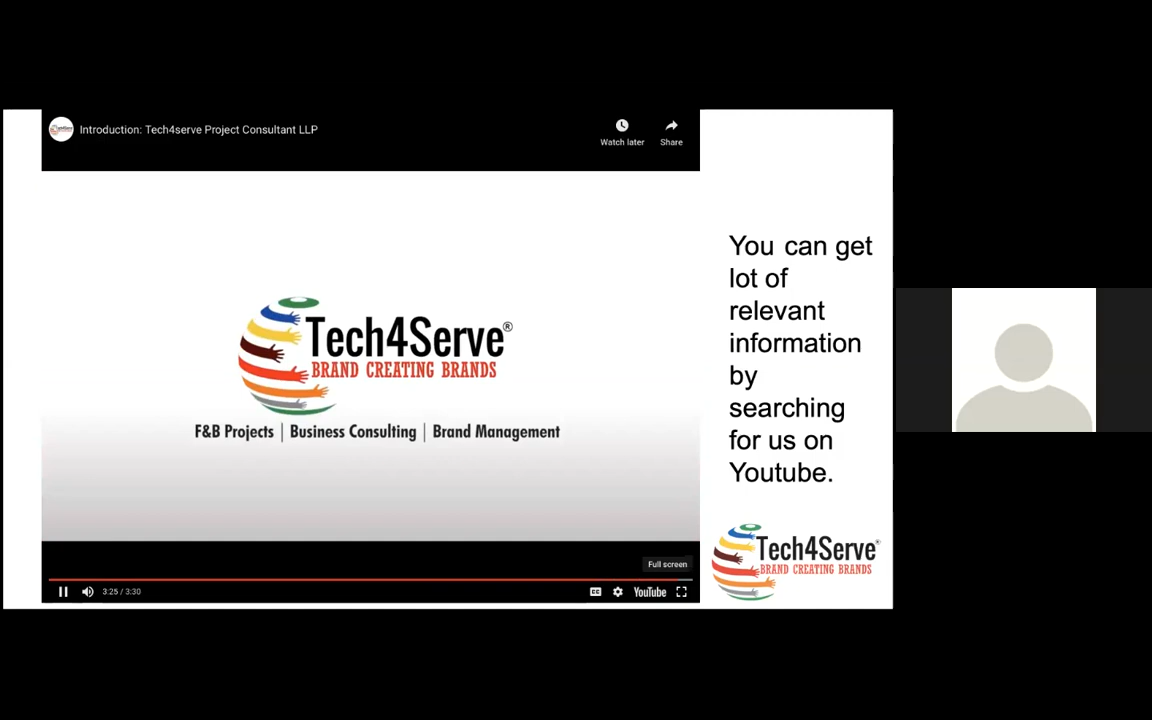 Introduction: Tech4serve Project Consultant LLP
Watch later
Share
Tech4Serve®
BRAND CREATING BRANDS
F&B Projects | Business Consulting | Brand Management
Full screen
3:25 / 3:30
CC
YouTube
You can get
lot of
relevant
information
by
searching
for us on
Youtube.
Tech4Serve®
BRAND CREATING BRANDS